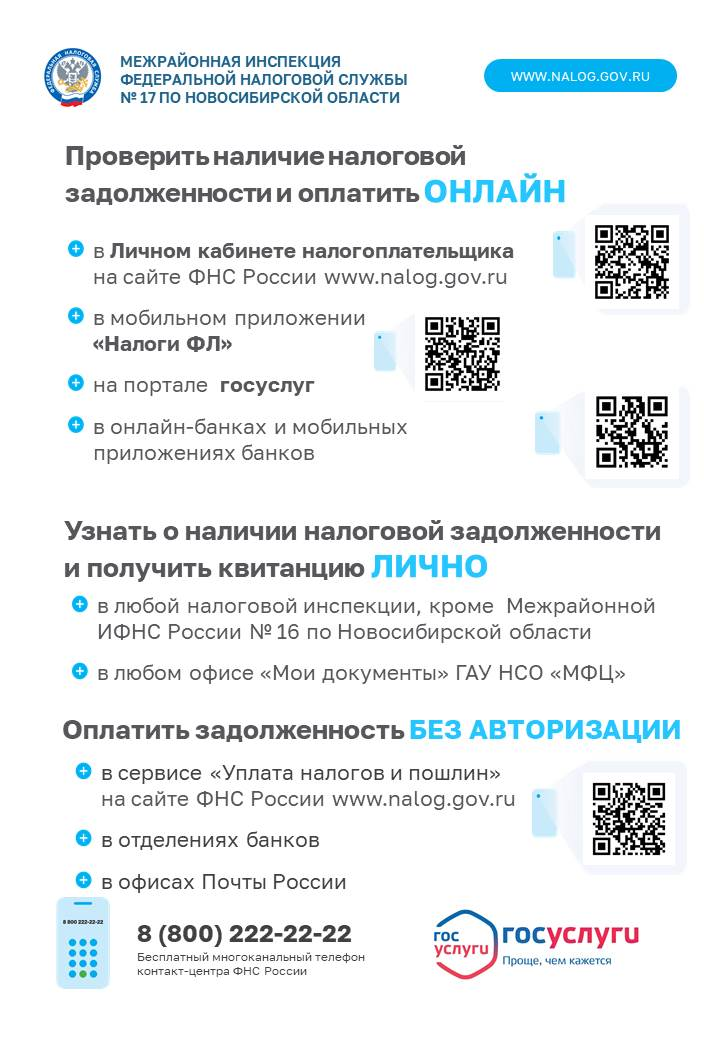 МЕЖРАЙОННАЯ ИНСПЕКЦИЯ
ФЕДЕРАЛЬНОЙ НАЛОГОВОЙ СЛУЖБЫ
№ 17 ПО НОВОСИБИРСКОЙ ОБЛАСТИ
WWW.NALOG.GOV.RU
ФЕДЕРАЛЬНАЯ НАЛОГОВАЯ СЛУЖБА
Проверить наличие налоговой
задолженности и оплатить ОНЛАЙН
в Личном кабинете налогоплательщика
на сайте ФНС России www.nalog.gov.ru
в мобильном приложении
«Налоги ФЛ»
на портале госуслуг
в онлайн-банках и мобильных
приложениях банков
Узнать о наличии налоговой задолженности
и получить квитанцию ЛИЧНО
в любой налоговой инспекции, кроме Межрайонной
ИФНС России № 16 по Новосибирской области
в любом офисе «Мои документы» ГАУ НСО «МФЦ»
Оплатить задолженность БЕЗ АВТОРИЗАЦИИ
в сервисе «Уплата налогов и пошлин»
на сайте ФНС России www.nalog.gov.ru
в отделениях банков
в офисах Почты России
8 800 222-22-22
8 (800) 222-22-22
Бесплатный многоканальный телефон
контакт-центра ФНС России
гос
услуги
госуслуги
Проще, чем кажется